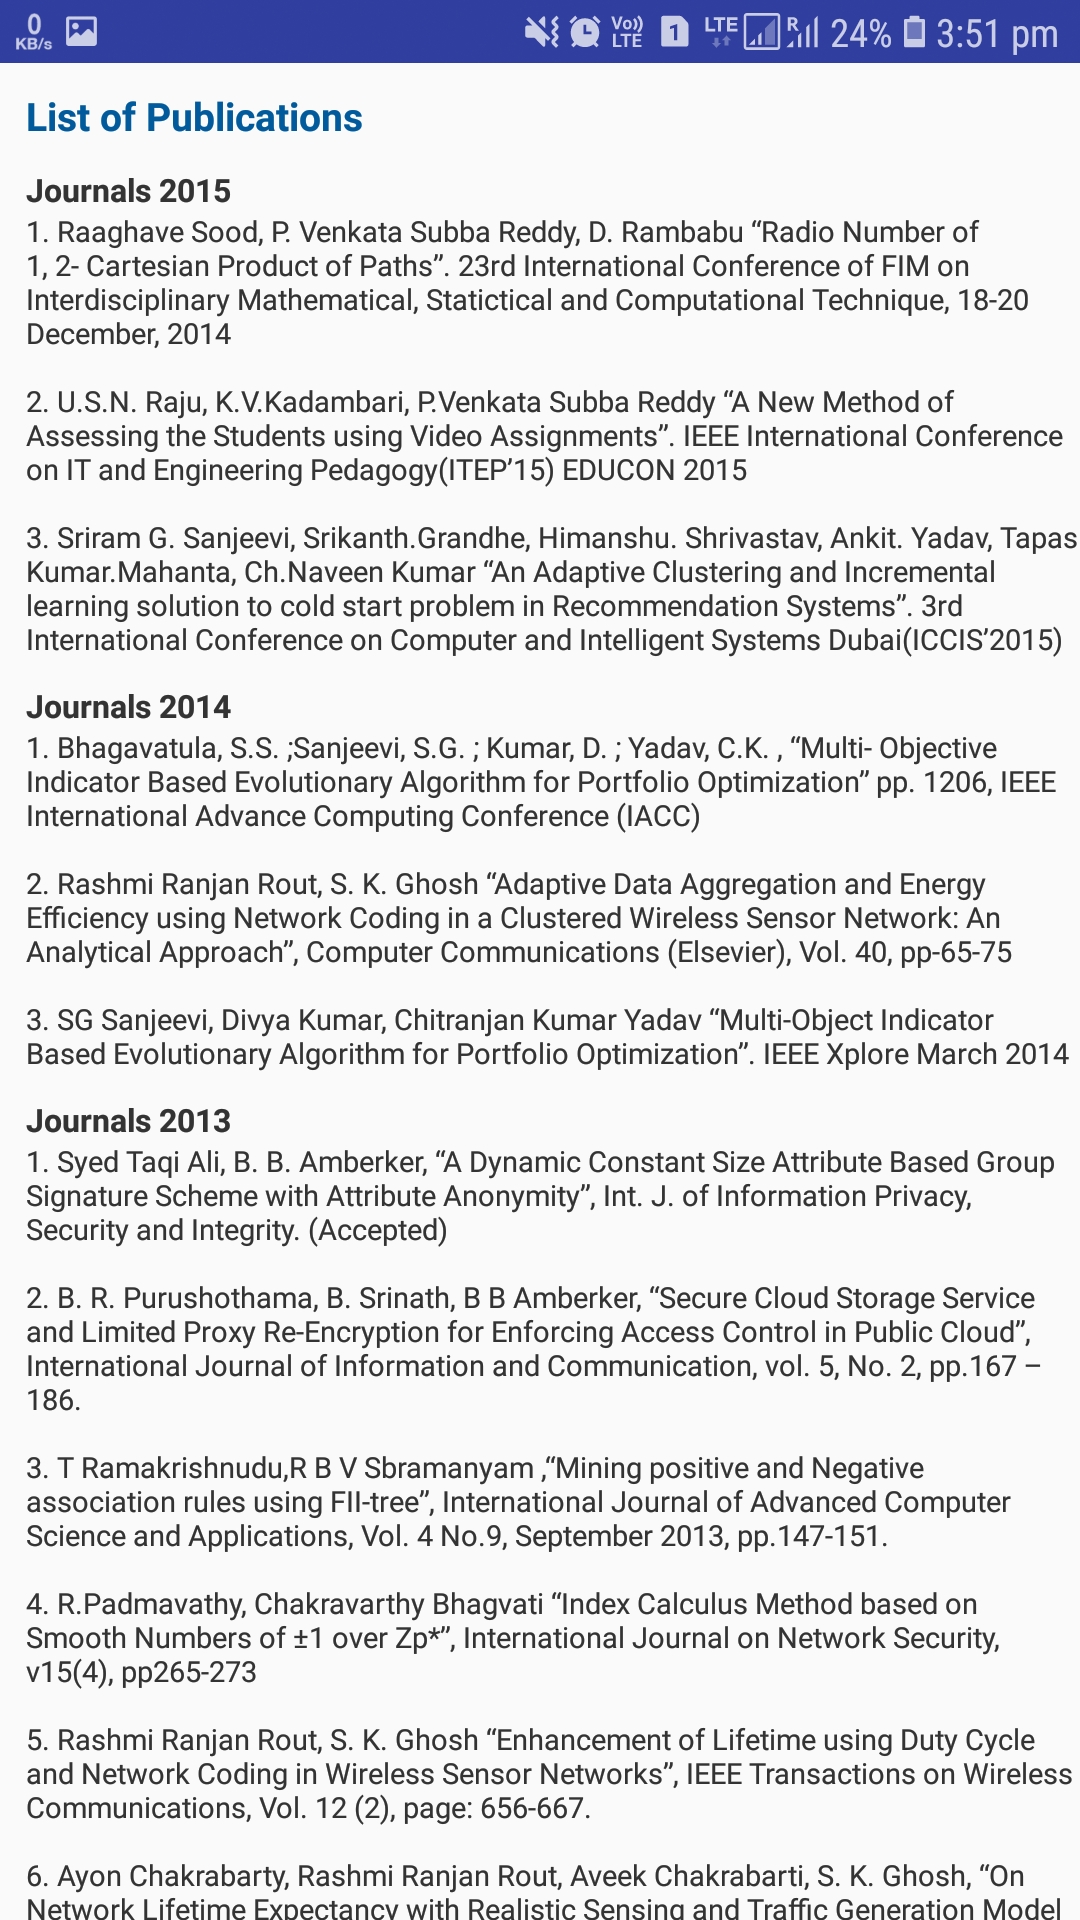 0
KB/s
Vo))
LTE
1
LTE
R
24%
3:51 pm
List of Publications
Journals 2015
1. Raaghave Sood, P. Venkata Subba Reddy, D. Rambabu “Radio Number of
1, 2- Cartesian Product of Paths”. 23rd International Conference of FIM on
Interdisciplinary Mathematical, Statictical and Computational Technique, 18-20
December, 2014
2. U.S.N. Raju, K.V.Kadambari, P.Venkata Subba Reddy “A New Method of
Assessing the Students using Video Assignments”. IEEE International Conference
on IT and Engineering Pedagogy(ITEP’15) EDUCON 2015
3. Sriram G. Sanjeevi, Srikanth.Grandhe, Himanshu. Shrivastav, Ankit. Yadav, Tapas
Kumar.Mahanta, Ch.Naveen Kumar “An Adaptive Clustering and Incremental
learning solution to cold start problem in Recommendation Systems”. 3rd
International Conference on Computer and Intelligent Systems Dubai(ICCIS’2015)
Journals 2014
1. Bhagavatula, S.S. ;Sanjeevi, S.G. ; Kumar, D. ; Yadav, C.K. , “Multi- Objective
Indicator Based Evolutionary Algorithm for Portfolio Optimization” pp. 1206, IEEE
International Advance Computing Conference (IACC)
2. Rashmi Ranjan Rout, S. K. Ghosh “Adaptive Data Aggregation and Energy
Efficiency using Network Coding in a Clustered Wireless Sensor Network: An
Analytical Approach”, Computer Communications (Elsevier), Vol. 40, pp-65-75
3. SG Sanjeevi, Divya Kumar, Chitranjan Kumar Yadav “Multi-Object Indicator
Based Evolutionary Algorithm for Portfolio Optimization”. IEEE Xplore March 2014
Journals 2013
1. Syed Taqi Ali, B. B. Amberker, “A Dynamic Constant Size Attribute Based Group
Signature Scheme with Attribute Anonymity”, Int. J. of Information Privacy,
Security and Integrity. (Accepted)
2. B. R. Purushothama, B. Srinath, B B Amberker, “Secure Cloud Storage Service
and Limited Proxy Re-Encryption for Enforcing Access Control in Public Cloud”,
International Journal of Information and Communication, vol. 5, No. 2, pp.167 –
186.
3. T Ramakrishnudu,R B V Sbramanyam ,“Mining positive and Negative
association rules using FII-tree”, International Journal of Advanced Computer
Science and Applications, Vol. 4 No.9, September 2013, pp.147-151.
4. R.Padmavathy, Chakravarthy Bhagvati “Index Calculus Method based on
Smooth Numbers of ±1 over Zp*”, International Journal on Network Security,
v15(4), pp265-273
5. Rashmi Ranjan Rout, S. K. Ghosh “Enhancement of Lifetime using Duty Cycle
and Network Coding in Wireless Sensor Networks”, IEEE Transactions on Wireless
Communications, Vol. 12 (2), page: 656-667.
6. Ayon Chakrabarty, Rashmi Ranjan Rout, Aveek Chakrabarti, S. K. Ghosh, “On
Network Lifetime Expectancy with Realistic Sensing and Traffic Generation Model